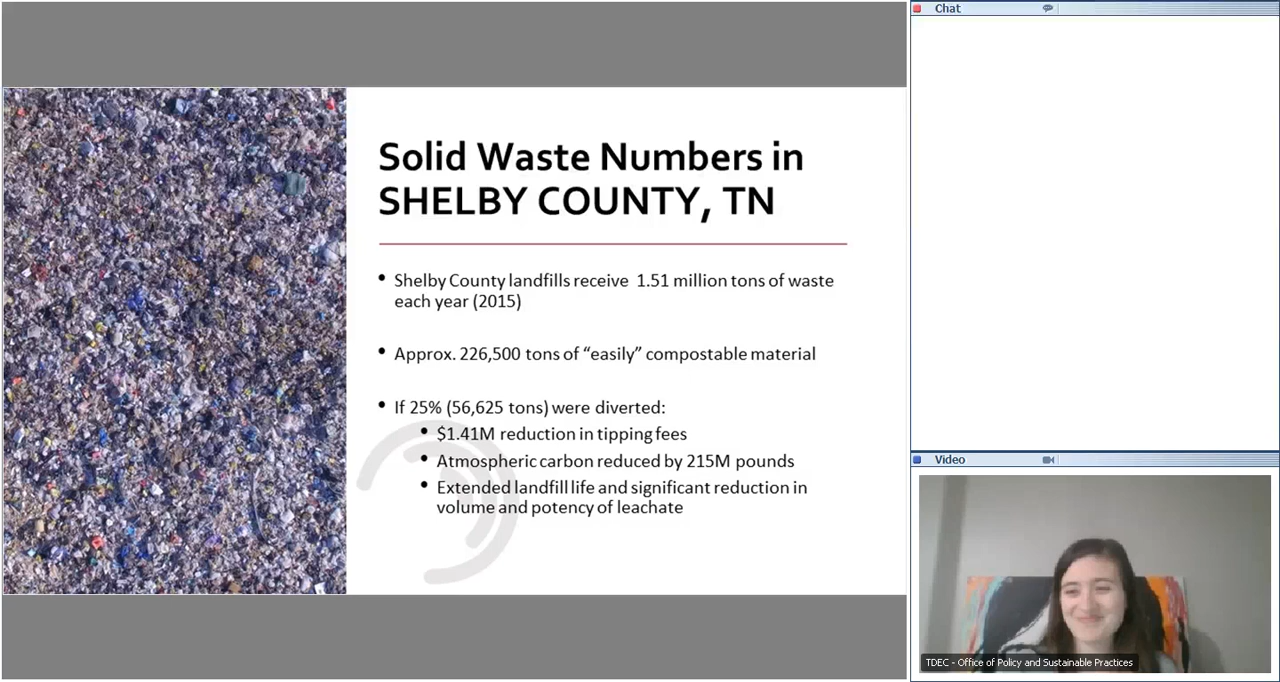 Solid Waste Numbers in
SHELBY COUNTY, TN
• Shelby County landfills receive 1.51 million tons of waste
each year (2015)
• Approx. 226,500 tons of “easily” compostable material
• If 25% (56,625 tons) were diverted:
• $1.41M reduction in tipping fees
• Atmospheric carbon reduced by 215M pounds
• Extended landfill life and significant reduction in
volume and potency of leachate
Chat
Video
TDEC - Office of Policy and Sustainable Practices